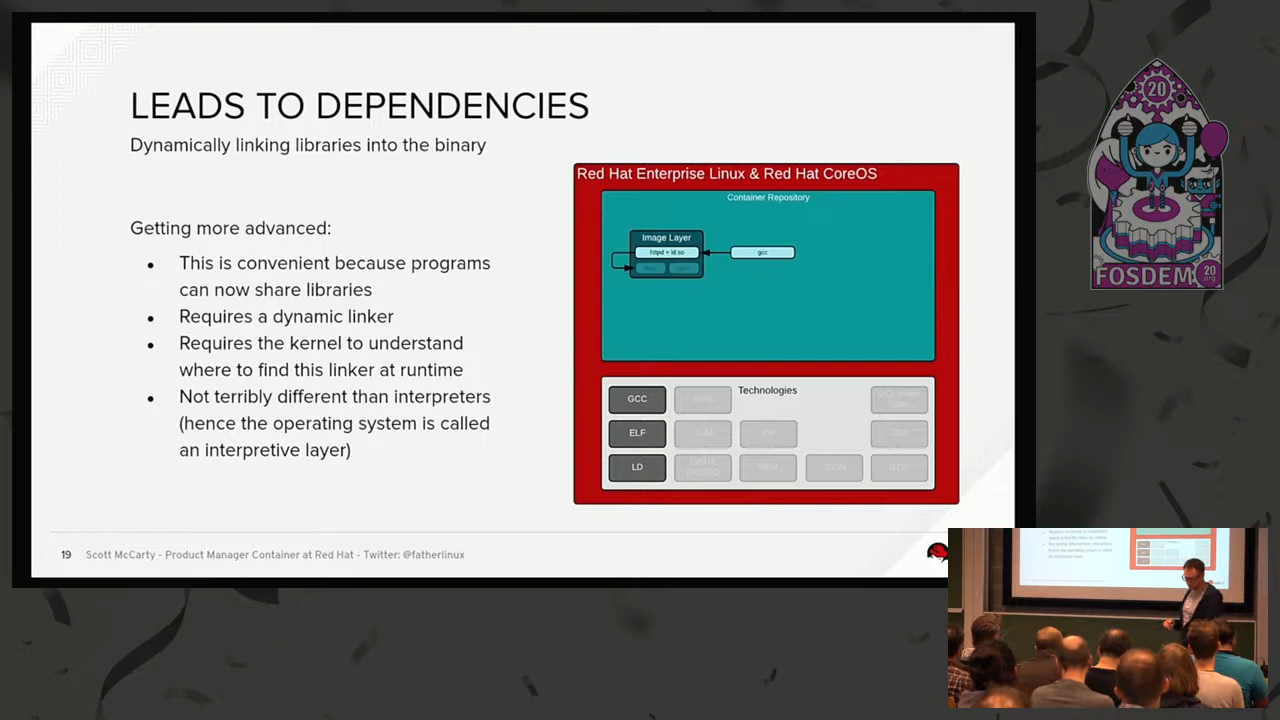 LEADS TO DEPENDENCIES
Dynamically linking libraries into the binary
Getting more advanced:
This is convenient because programs
can now share libraries
Requires a dynamic linker
Requires the kernel to understand
where to find this linker at runtime
Not terribly different than interpreters
(hence the operating system is called
an interpretive layer)
Red Hat Enterprise Linux & Red Hat CoreOS
Container Repository
Image Layer
httpd + ld.so
gcc
Technologies
GCC
ELF
LD
JSON
GZIP
19 Scott McCarty - Product Manager Container at Red Hat - Twitter: @fatherlinux
20
FOSDEM
20
.org